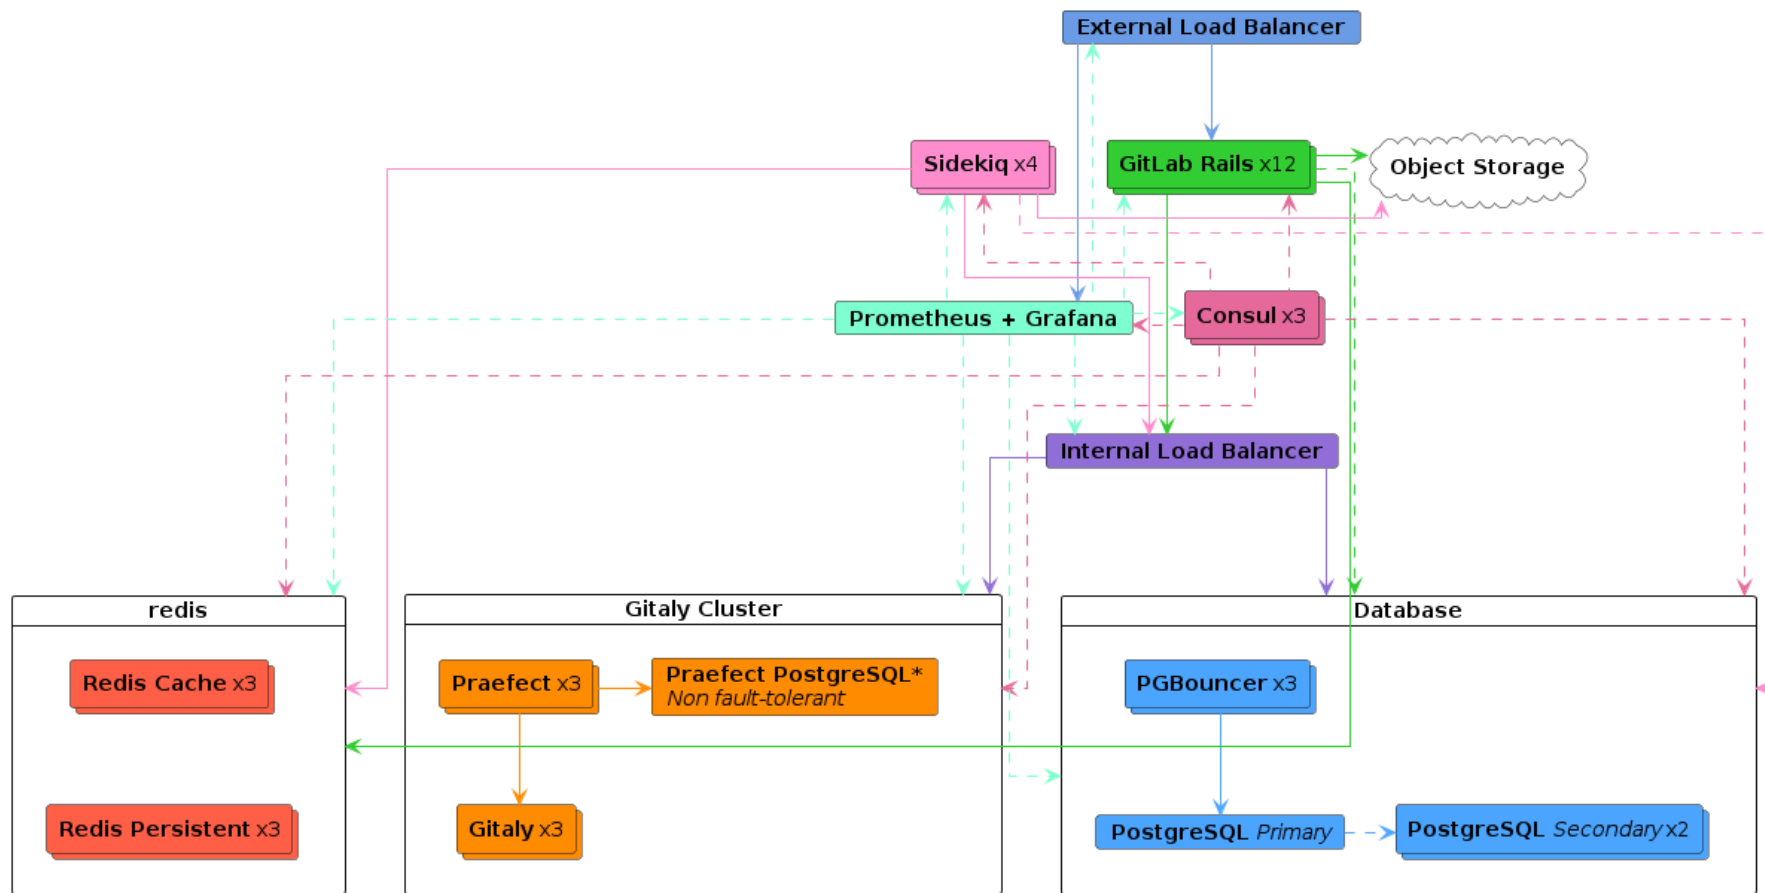 External Load Balancer
Sidekiq x4
GitLab Rails x12
Object Storage
Prometheus + Grafana
Consul x3
Internal Load Balancer
redis
Gitaly Cluster
Database
Redis Cache x3
Praefect x3
Praefect PostgreSQL*
Non fault-tolerant
PGBouncer x3
Redis Persistent x3
Gitaly x3
PostgreSQL Primary
PostgreSQL Secondary x2